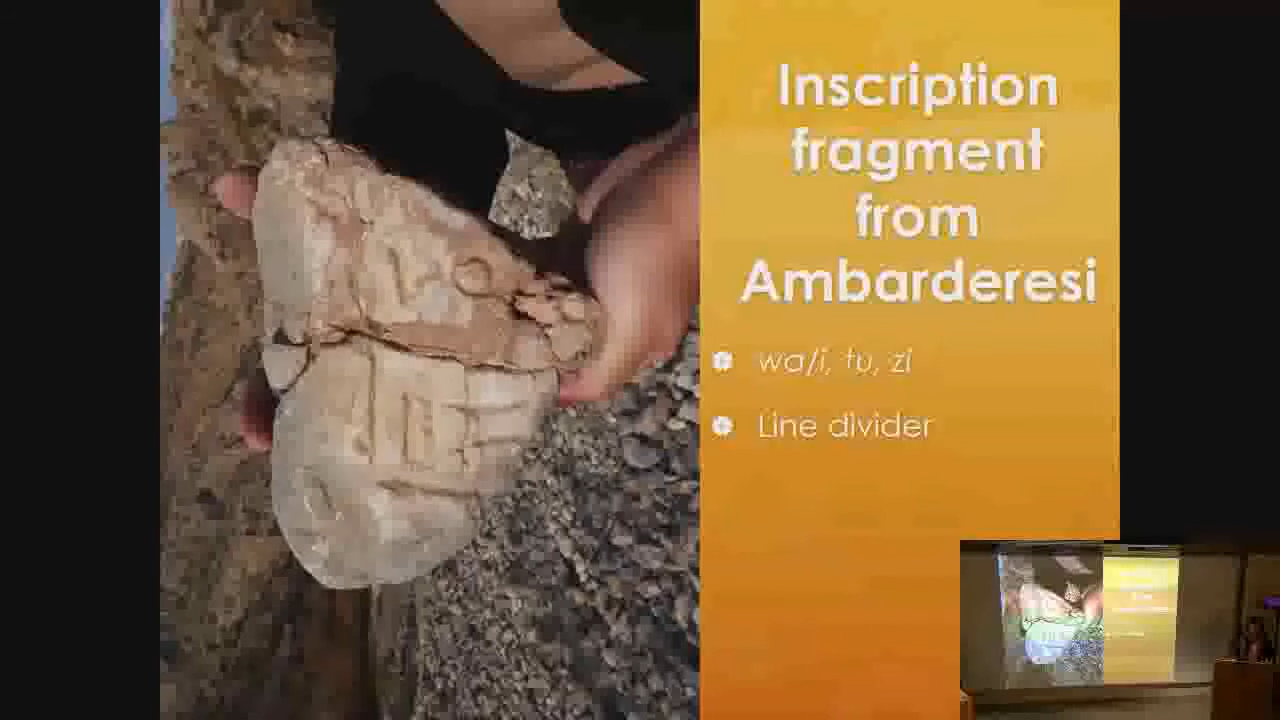 Inscription
fragment
from
Ambarderesi
wa/i, tu, zi
Line divider